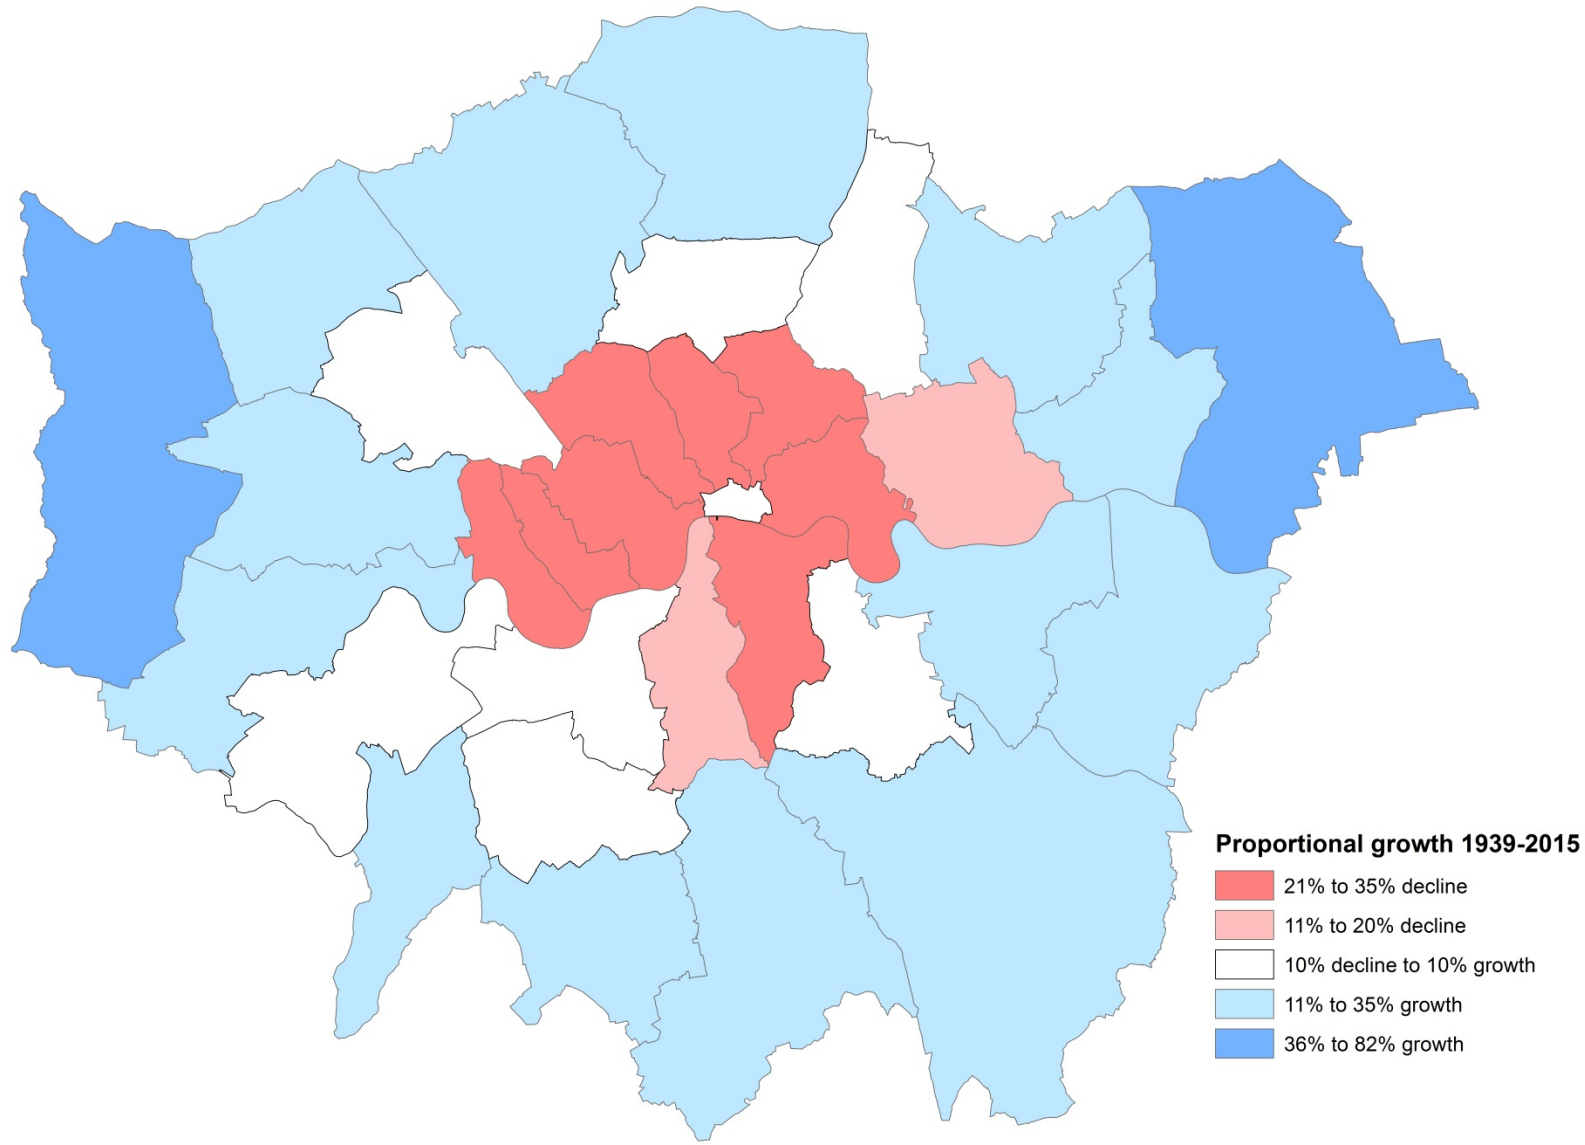 Proportional growth 1939-2015
21% to 35% decline
11% to 20% decline
10% decline to 10% growth
11% to 35% growth
36% to 82% growth